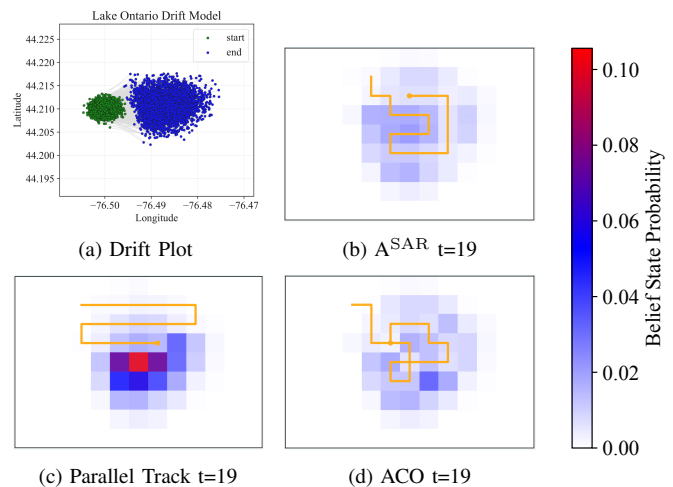 Lake Ontario Drift Model
44.225
44.220
44.215
44.210
44.205
44.200
44.195
Latitude
start
end
−76.50 −76.49 −76.48 −76.47
Longitude
(a) Drift Plot
(b) A^SAR t=19
(c) Parallel Track t=19
(d) ACO t=19
0.10
0.08
0.06
0.04
0.02
0.00
Belief State Probability